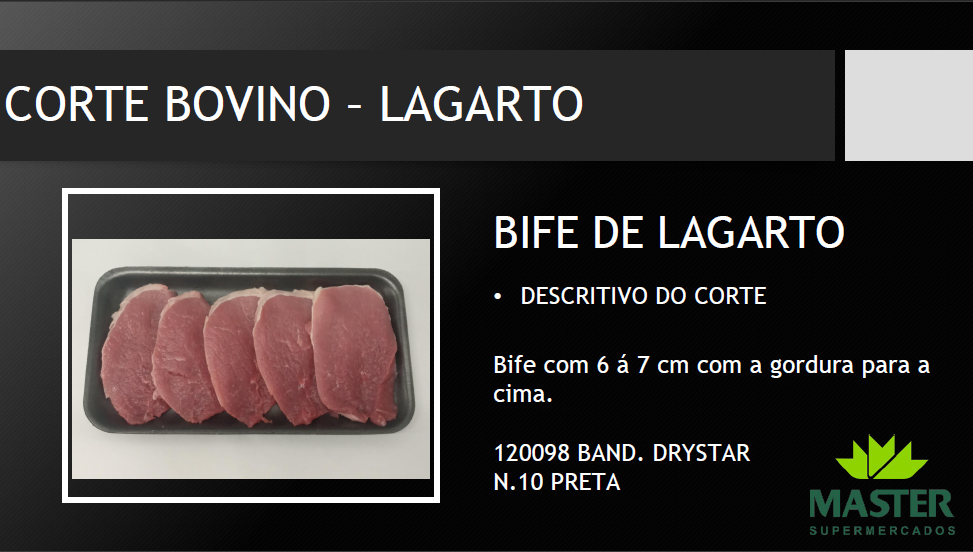 CORTE BOVINO – LAGARTO
BIFE DE LAGARTO
• DESCRITIVO DO CORTE
Bife com 6 á 7 cm com a gordura para a
cima.
120098 BAND. DRYSTAR
N.10 PRETA
MASTER
SUPERMERCADOS